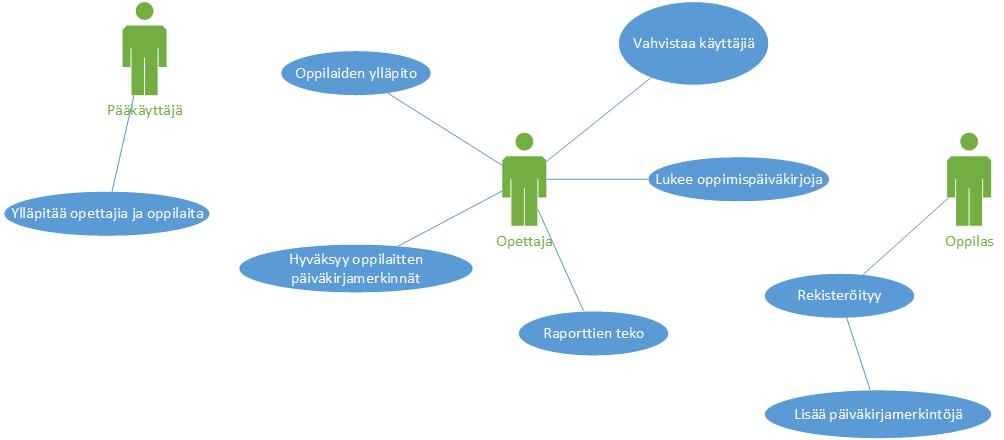 Pääkäyttäjä
Ylläpitää opettajia ja oppilaita
Oppilaiden ylläpito
Vahvistaa käyttäjiä
Lukee oppimispäiväkirjoja
Opettaja
Hyväksyy oppilaitten
päiväkirjamerkinnät
Raporttien teko
Oppilas
Rekisteröityy
Lisää päiväkirjamerkintöjä